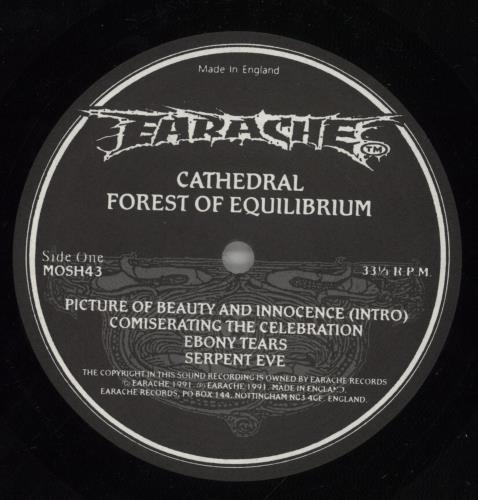 Made In England
EARACHE TM
CATHEDRAL
FOREST OF EQUILIBRIUM
Side One
MOSH43
33⅓ R.P.M.
PICTURE OF BEAUTY AND INNOCENCE (INTRO)
COMISERATING THE CELEBRATION
EBONY TEARS
SERPENT EVE
THE COPYRIGHT IN THIS SOUND RECORDING IS OWNED BY EARACHE RECORDS
© EARACHE 1991. ℗ EARACHE 1991. MADE IN ENGLAND.
EARACHE RECORDS, PO BOX 144, NOTTINGHAM NG3 4GE. ENGLAND.